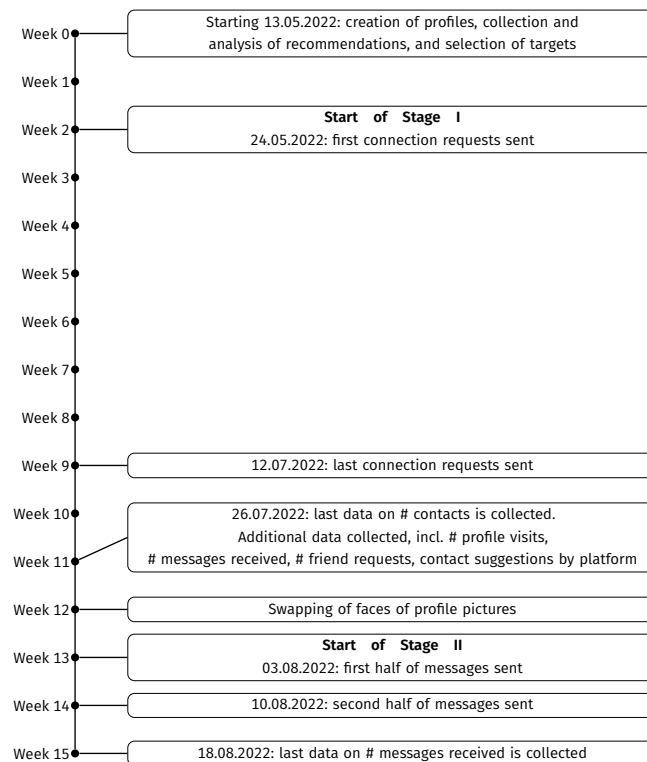 Week 0
Starting 13.05.2022: creation of profiles, collection and
analysis of recommendations, and selection of targets
Week 1
Week 2
Start of Stage I
24.05.2022: first connection requests sent
Week 3
Week 4
Week 5
Week 6
Week 7
Week 8
Week 9
12.07.2022: last connection requests sent
Week 10
26.07.2022: last data on # contacts is collected.
Additional data collected, incl. # profile visits,
# messages received, # friend requests, contact suggestions by platform
Week 11
Week 12
Swapping of faces of profile pictures
Week 13
Start of Stage II
03.08.2022: first half of messages sent
Week 14
10.08.2022: second half of messages sent
Week 15
18.08.2022: last data on # messages received is collected